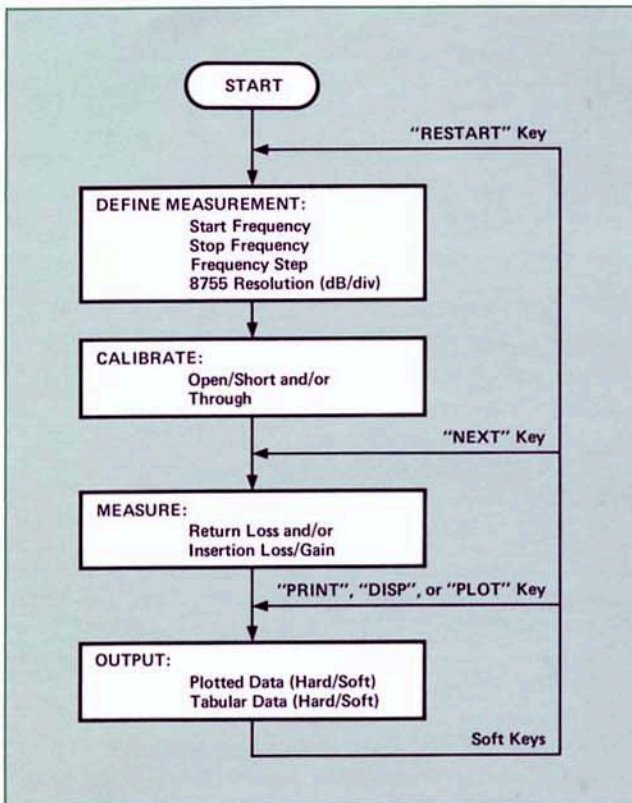 START
"RESTART" Key
DEFINE MEASUREMENT:
Start Frequency
Stop Frequency
Frequency Step
8755 Resolution (dB/div)
CALIBRATE:
Open/Short and/or
Through
"NEXT" Key
MEASURE:
Return Loss and/or
Insertion Loss/Gain
"PRINT", "DISP", or "PLOT" Key
OUTPUT:
Plotted Data (Hard/Soft)
Tabular Data (Hard/Soft)
Soft Keys